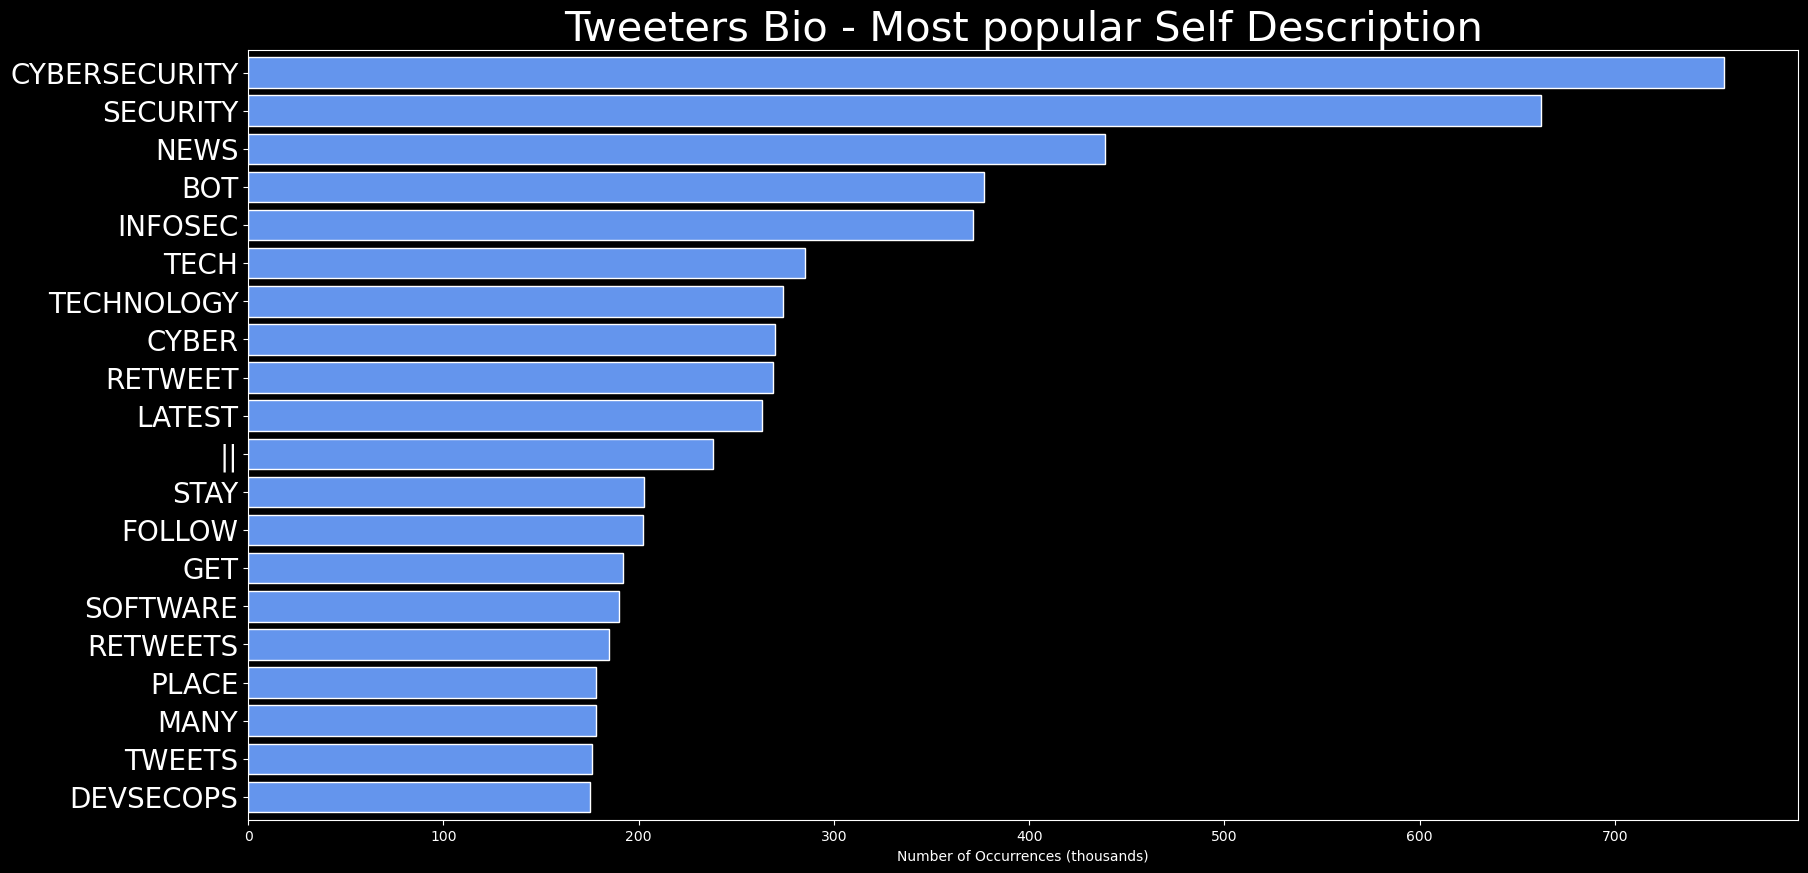 Tweeters Bio - Most popular Self Description
CYBERSECURITY
SECURITY
NEWS
BOT
INFOSEC
TECH
TECHNOLOGY
CYBER
RETWEET
LATEST
||
STAY
FOLLOW
GET
SOFTWARE
RETWEETS
PLACE
MANY
TWEETS
DEVSECOPS
0 100 200 300 400 500 600 700
Number of Occurrences (thousands)